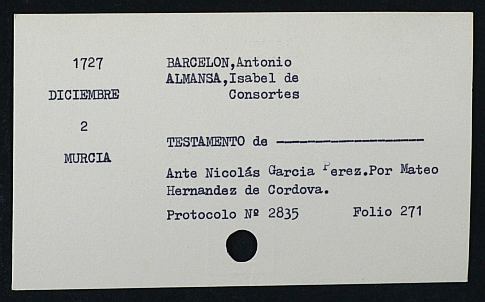 1727
DICIEMBRE
2
MURCIA
BARCELON,Antonio
ALMANSA,Isabel de
Consortes
TESTAMENTO de -------------------
Ante Nicolás Garcia Perez.Por Mateo
Hernandez de Cordova.
Protocolo Nº 2835 Folio 271